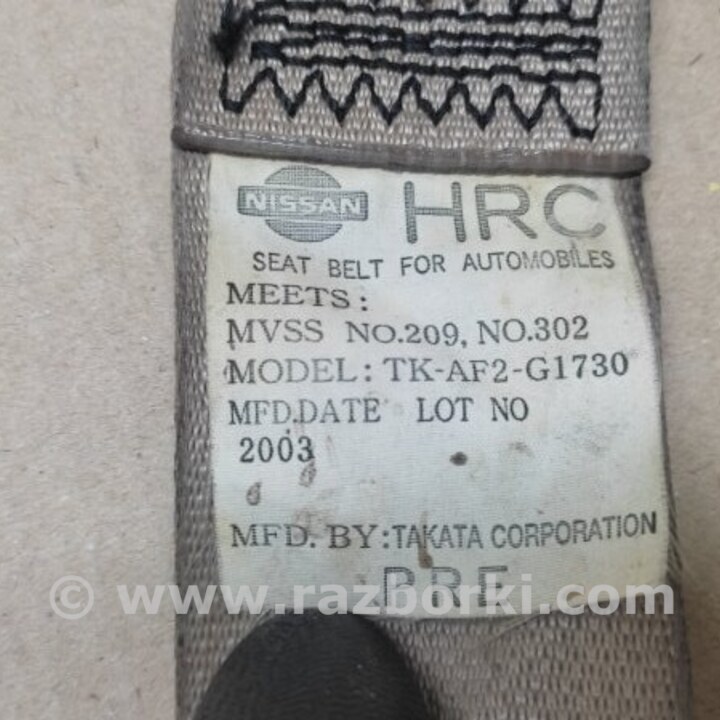 NISSAN HRC
SEAT BELT FOR AUTOMOBILES
MEETS:
MVSS NO.209, NO.302
MODEL: TK-AF2-G1730
MFD.DATE LOT NO
2003
MFD. BY: TAKATA CORPORATION
PRE
© www.razborki.com